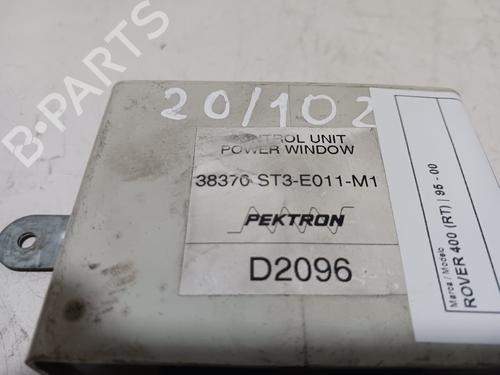 B-PARTS
20/102
CONTROL UNIT
POWER WINDOW
38370 ST3-E011-M1
PEKTRON
D2096
Marca / Modelo
ROVER 400 (RT) | 95 - 00